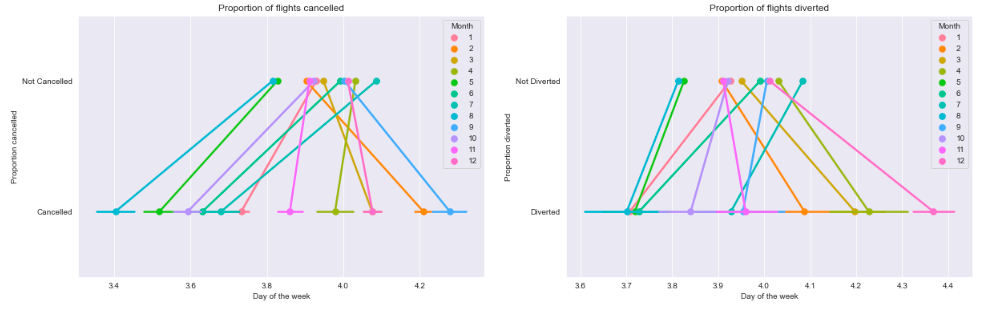 Proportion of flights cancelled
Month
1
2
3
4
5
6
7
8
9
10
11
12
Not Cancelled
Cancelled
Proportion cancelled
3.4 3.6 3.8 4.0 4.2
Day of the week
Proportion of flights diverted
Month
1
2
3
4
5
6
7
8
9
10
11
12
Not Diverted
Diverted
Proportion diverted
3.6 3.7 3.8 3.9 4.0 4.1 4.2 4.3 4.4
Day of the week